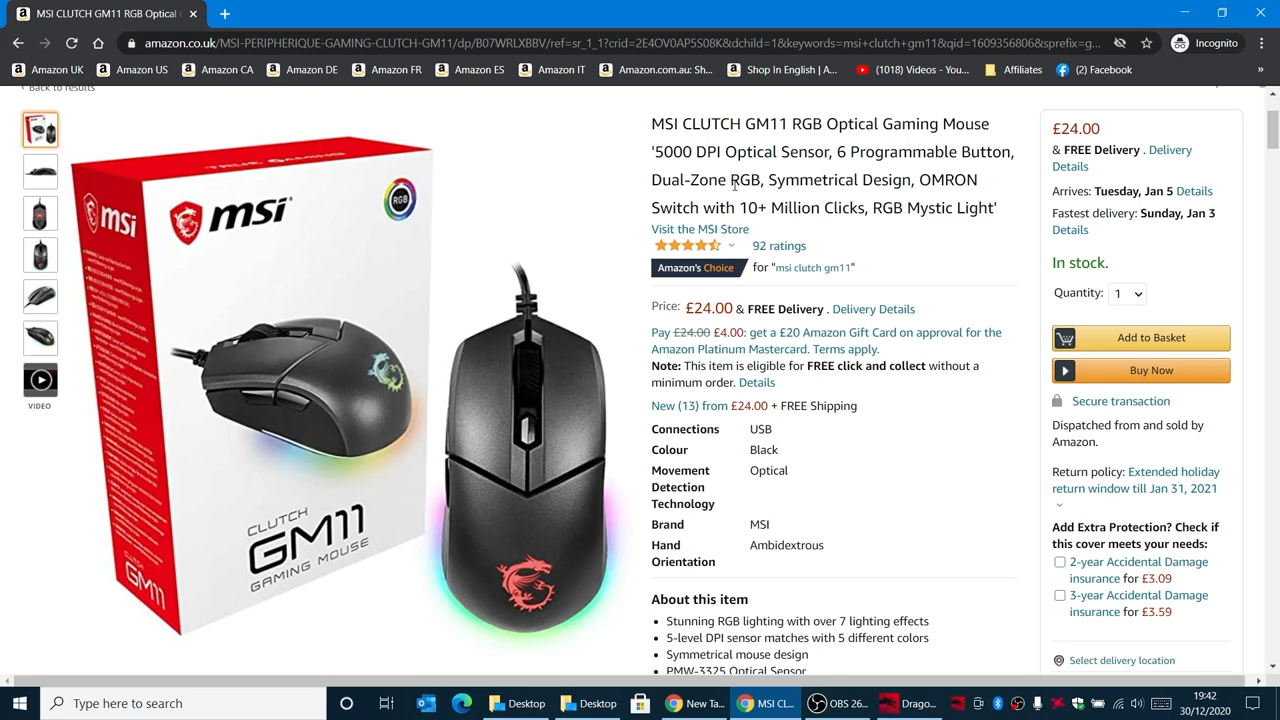 MSI CLUTCH GM11 RGB Optical
amazon.co.uk/MSI-PERIPHERIQUE-GAMING-CLUTCH-GM11/dp/B7WRLXBBV/ref=sr_1_1?crid=2E4OV0AP5S08K&dchild=1&keywords=msi+clutch+gm11&qid=1609356806&sprefix=g...
Incognito
Amazon UK
Amazon US
Amazon CA
Amazon DE
Amazon FR
Amazon ES
Amazon IT
Amazon.com.au: Sh...
Shop In English | A...
(1018) Videos - You...
Affiliates
(2) Facebook
»
‹ Back to results
TRUE GAMING
msi
msi
RGB
CLUTCH
GM11
GAMING MOUSE
CLUTCH
GM11
VIDEO
MSI CLUTCH GM11 RGB Optical Gaming Mouse
'5000 DPI Optical Sensor, 6 Programmable Button,
Dual-Zone RGB, Symmetrical Design, OMRON
Switch with 10+ Million Clicks, RGB Mystic Light'
Visit the MSI Store
92 ratings
Amazon's Choice for "msi clutch gm11"
Price: £24.00 & FREE Delivery . Delivery Details
Pay £24.00 £4.00: get a £20 Amazon Gift Card on approval for the
Amazon Platinum Mastercard. Terms apply.
Note: This item is eligible for FREE click and collect without a
minimum order. Details
New (13) from £24.00 + FREE Shipping
Connections USB
Colour Black
Movement Optical
Detection
Technology
Brand MSI
Hand Ambidextrous
Orientation
About this item
• Stunning RGB lighting with over 7 lighting effects
• 5-level DPI sensor matches with 5 different colors
• Symmetrical mouse design
• PMW-3325 Optical Sensor
£24.00
& FREE Delivery . Delivery
Details
Arrives: Tuesday, Jan 5 Details
Fastest delivery: Sunday, Jan 3
Details
In stock.
Quantity: 1
Add to Basket
Buy Now
Secure transaction
Dispatched from and sold by
Amazon.
Return policy: Extended holiday
return window till Jan 31, 2021
Add Extra Protection? Check if
this cover meets your needs:
2-year Accidental Damage
insurance for £3.09
3-year Accidental Damage
insurance for £3.59
Select delivery location
Type here to search
Desktop
Desktop
New Ta...
MSI CL...
OBS 26...
Drago...
19:42
30/12/2020